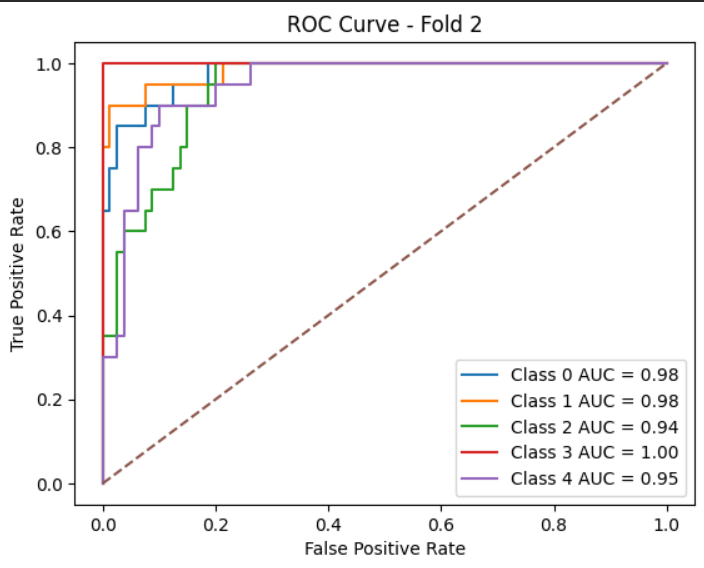 ROC Curve - Fold 2
True Positive Rate
1.0
0.8
0.6
0.4
0.2
0.0
Class 0 AUC = 0.98
Class 1 AUC = 0.98
Class 2 AUC = 0.94
Class 3 AUC = 1.00
Class 4 AUC = 0.95
0.0 0.2 0.4 0.6 0.8 1.0
False Positive Rate